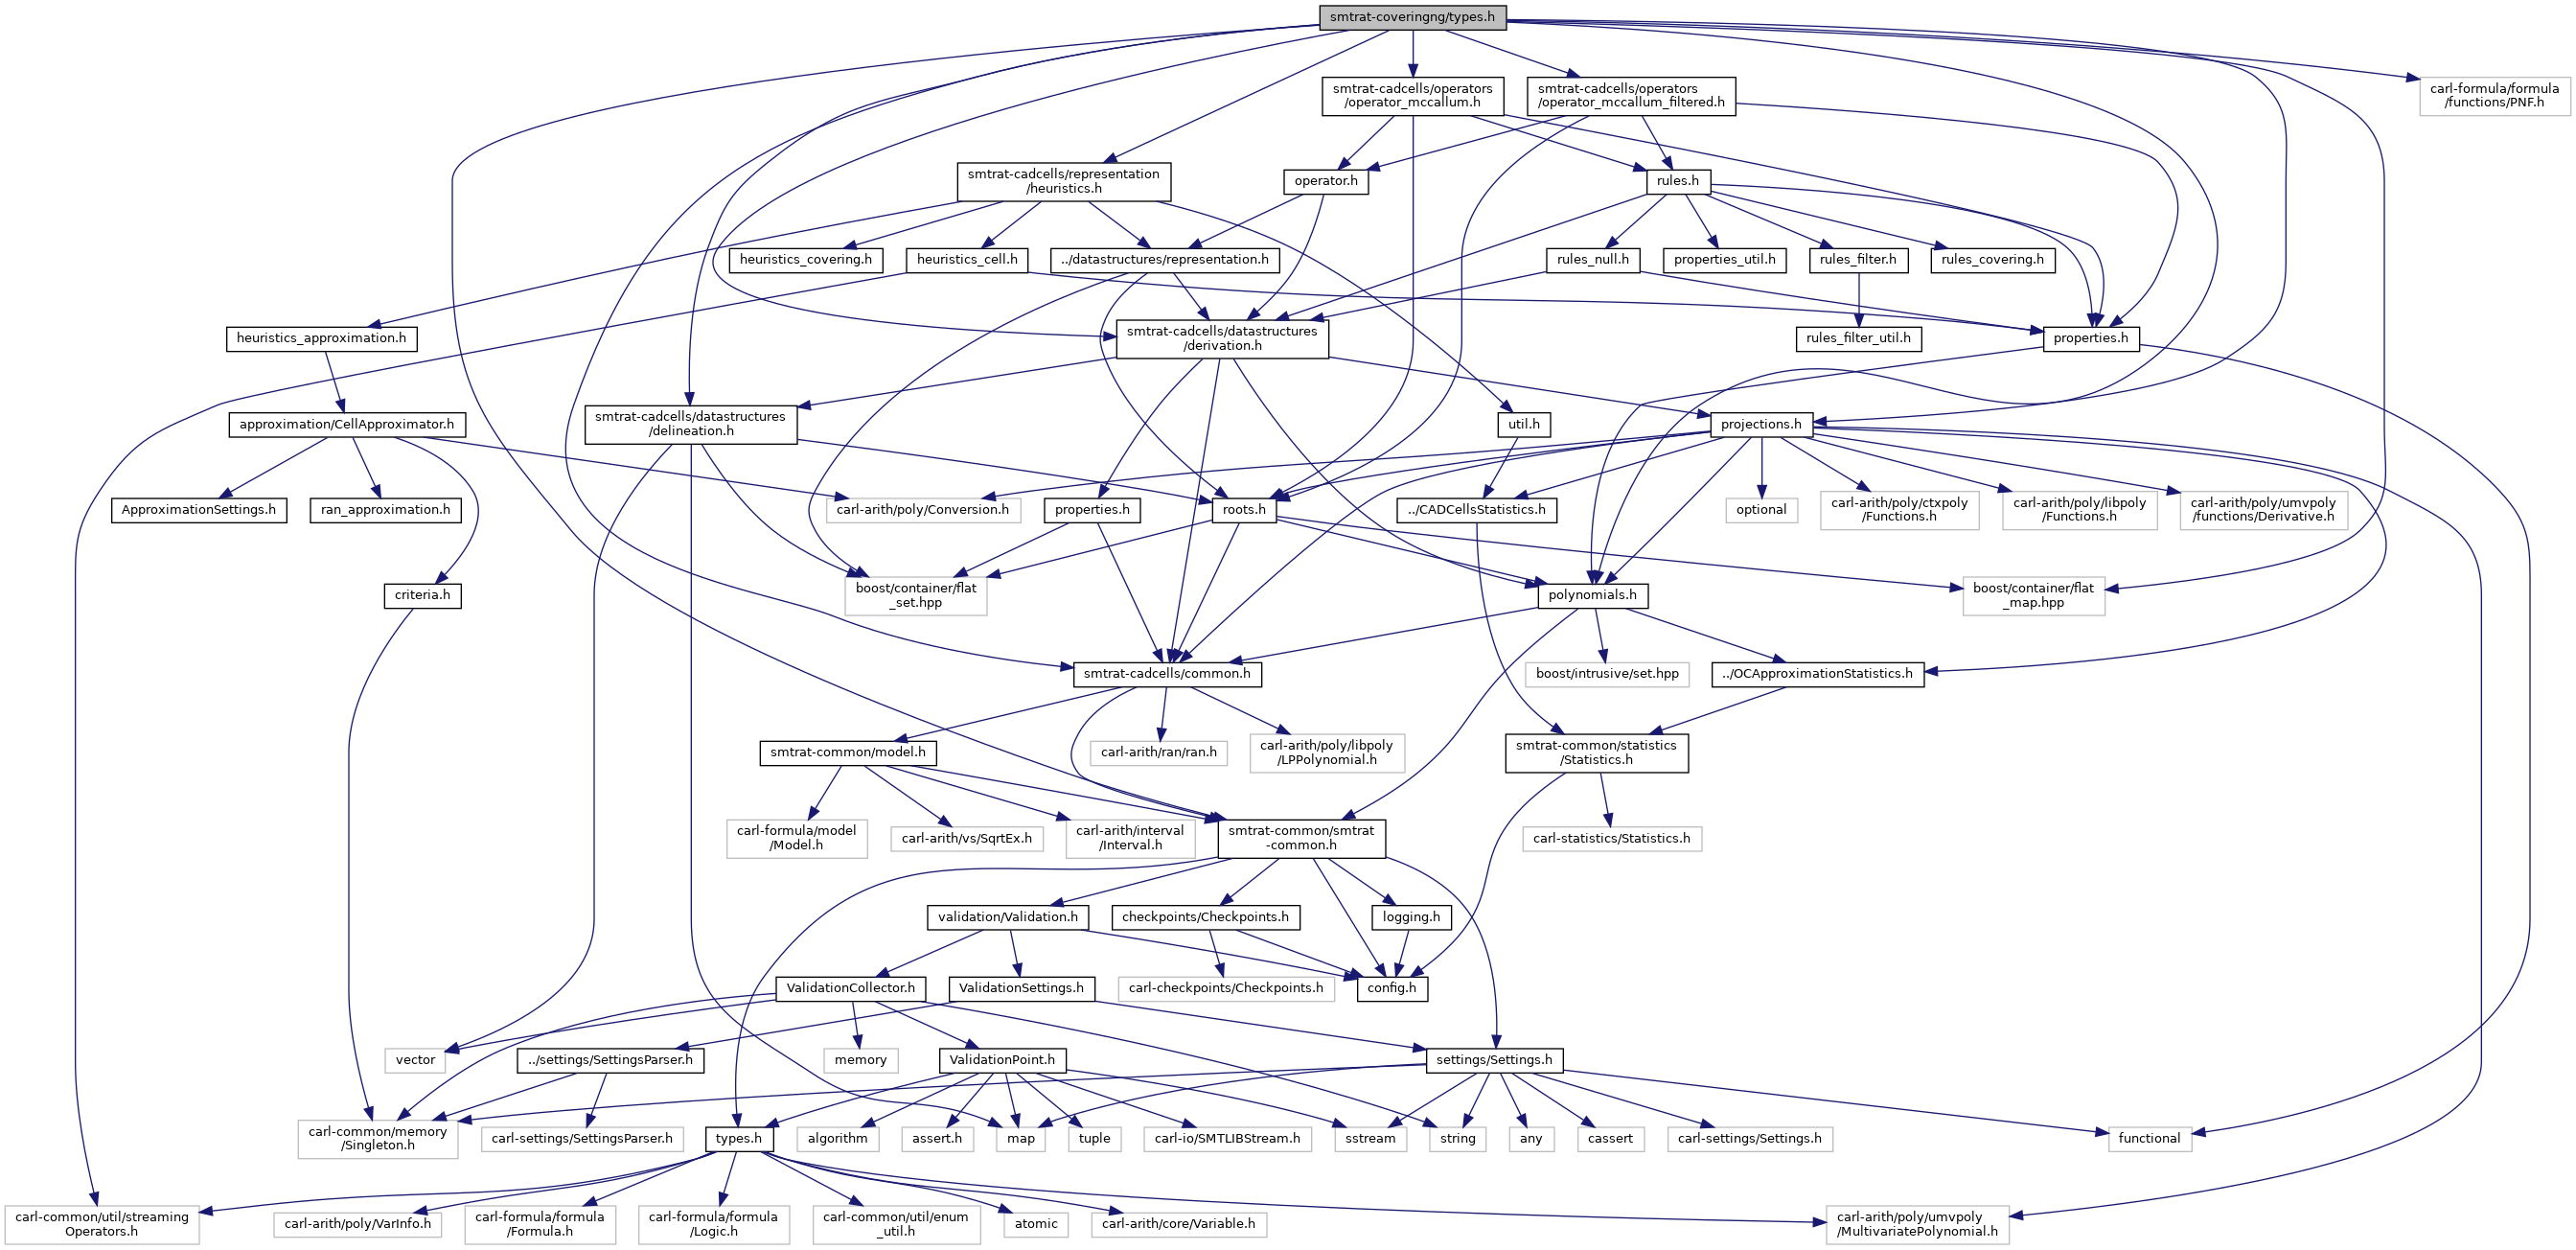 smtrat-coveringng/types.h
smtrat-cadcells/operators
/operator_mccallum.h
smtrat-cadcells/operators
/operator_mccallum_filtered.h
carl-formula/formula
/functions/PNF.h
smtrat-cadcells/representation
/heuristics.h
operator.h
rules.h
heuristics_covering.h
heuristics_cell.h
../datastructures/representation.h
rules_null.h
properties_util.h
rules_filter.h
rules_covering.h
heuristics_approximation.h
smtrat-cadcells/datastructures
/derivation.h
rules_filter_util.h
properties.h
approximation/CellApproximator.h
smtrat-cadcells/datastructures
/delineation.h
util.h
projections.h
ApproximationSettings.h
ran_approximation.h
carl-arith/poly/Conversion.h
properties.h
roots.h
../CADCellsStatistics.h
optional
carl-arith/poly/ctxpoly
/Functions.h
carl-arith/poly/libpoly
/Functions.h
carl-arith/poly/umvpoly
/functions/Derivative.h
criteria.h
boost/container/flat
_set.hpp
polynomials.h
boost/container/flat
_map.hpp
smtrat-cadcells/common.h
boost/intrusive/set.hpp
../OCApproximationStatistics.h
smtrat-common/model.h
carl-arith/ran/ran.h
carl-arith/poly/libpoly
/LPPolynomial.h
smtrat-common/statistics
/Statistics.h
carl-formula/model
/Model.h
carl-arith/vs/SqrtEx.h
carl-arith/interval
/Interval.h
smtrat-common/smtrat
-common.h
carl-statistics/Statistics.h
validation/Validation.h
checkpoints/Checkpoints.h
logging.h
ValidationCollector.h
ValidationSettings.h
carl-checkpoints/Checkpoints.h
config.h
vector
../settings/SettingsParser.h
memory
ValidationPoint.h
settings/Settings.h
carl-common/memory
/Singleton.h
carl-settings/SettingsParser.h
types.h
algorithm
assert.h
map
tuple
carl-io/SMTLIBStream.h
sstream
string
any
cassert
carl-settings/Settings.h
functional
carl-common/util/streaming
Operators.h
carl-arith/poly/VarInfo.h
carl-formula/formula
/Formula.h
carl-formula/formula
/Logic.h
carl-common/util/enum
_util.h
atomic
carl-arith/core/Variable.h
carl-arith/poly/umvpoly
/MultivariatePolynomial.h